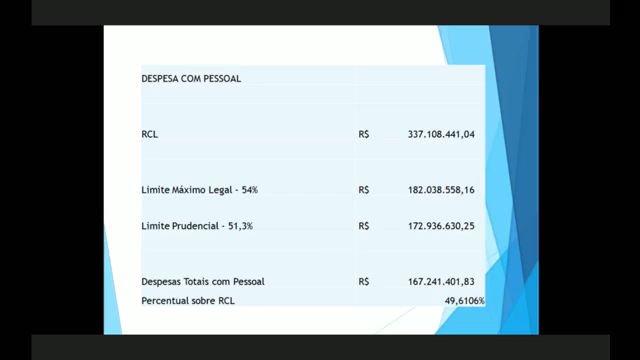 DESPESA COM PESSOAL
RCL R$ 337.108.441,04
Limite Máximo Legal - 54% R$ 182.038.558,16
Limite Prudencial - 51,3% R$ 172.936.630,25
Despesas Totais com Pessoal R$ 167.241.401,83
Percentual sobre RCL 49,6106%